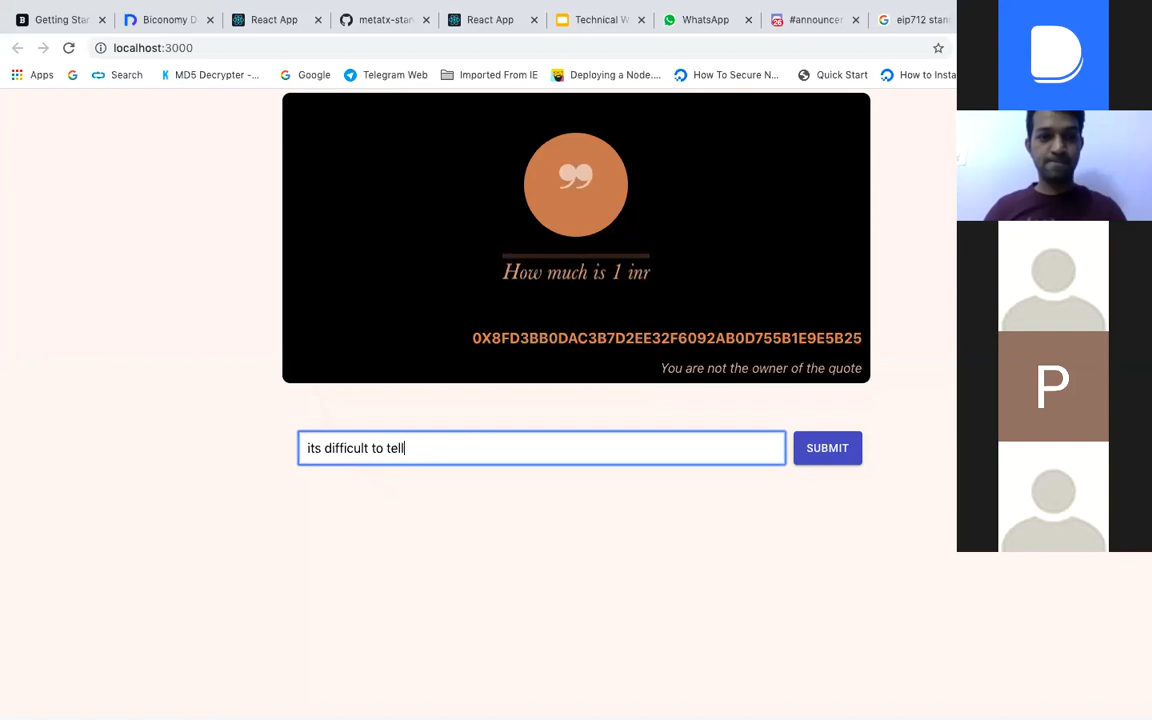 Getting Star
Biconomy D
React App
metatx-stan
React App
Technical W
WhatsApp
#announcer
eip712 stan
localhost:3000
Apps
Search
MD5 Decrypter -...
Google
Telegram Web
Imported From IE
Deploying a Node....
How To Secure N...
Quick Start
How to Insta
How much is 1 inr
0X8FD3BB0DAC3B7D2EE32F6092AB0D755B1E9E5B25
You are not the owner of the quote
its difficult to tell
SUBMIT
P